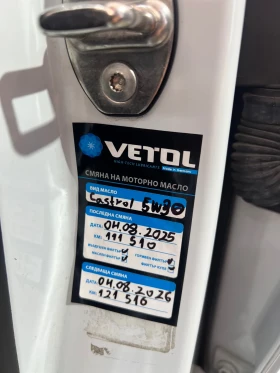 VETOL
СМЯНА НА МОТОРНО МАСЛО
ВИД МАСЛО
Castrol 5W30
ПОСЛЕДНА СМЯНА
ДАТА: 04.08.2025
КМ: 111 510
СЛЕДВАЩА СМЯНА
ДАТА: 04.08.2026
КМ: 121 510